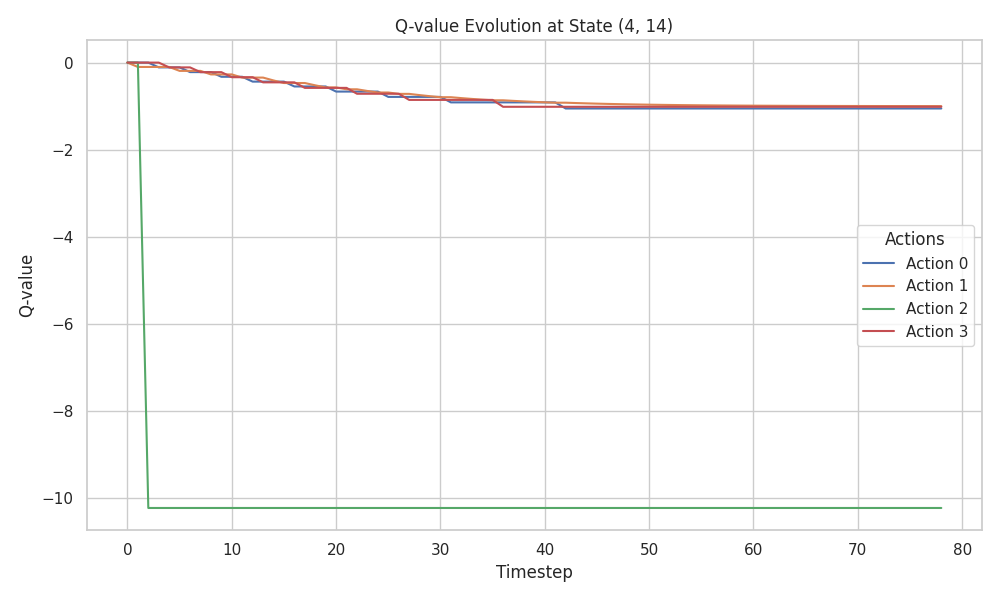 Q-value Evolution at State (4, 14)
Q-value
0
−2
−4
−6
−8
−10
Actions
Action 0
Action 1
Action 2
Action 3
0 10 20 30 40 50 60 70 80
Timestep